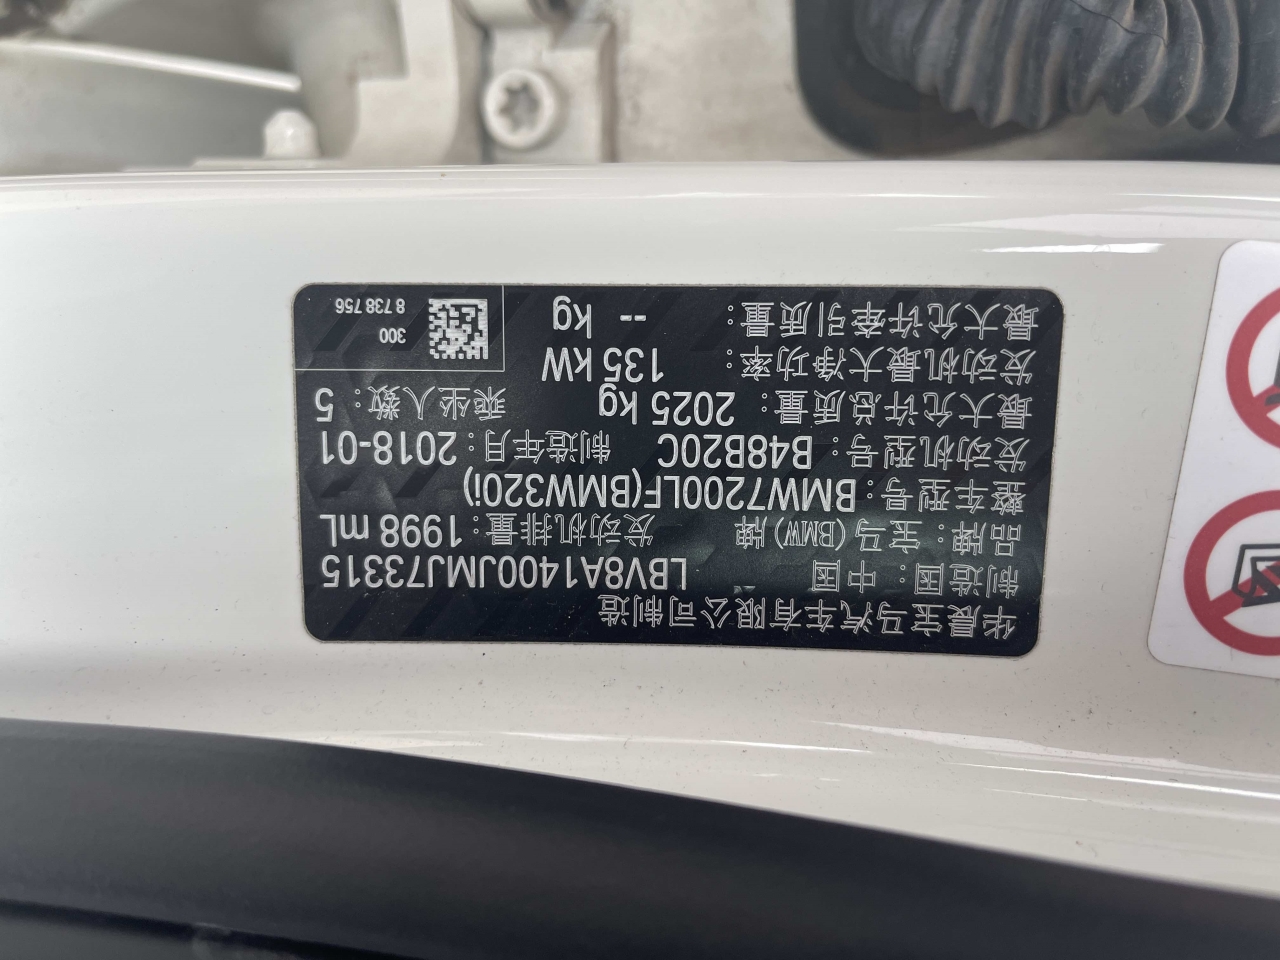 华晨宝马汽车有限公司制造
制造国：中国 LBV8A1400JMJ73315
品牌：宝马(BMW)牌 发动机排量：1998 mL
整车型号：BMW7200LF(BMW320i)
发动机型号：B48B20C 制造年月：2018-01
最大允许总质量：2025 kg 乘坐人数：5
发动机最大净功率：135 kW
最大允许牵引质量：-- kg
300
8 738 756